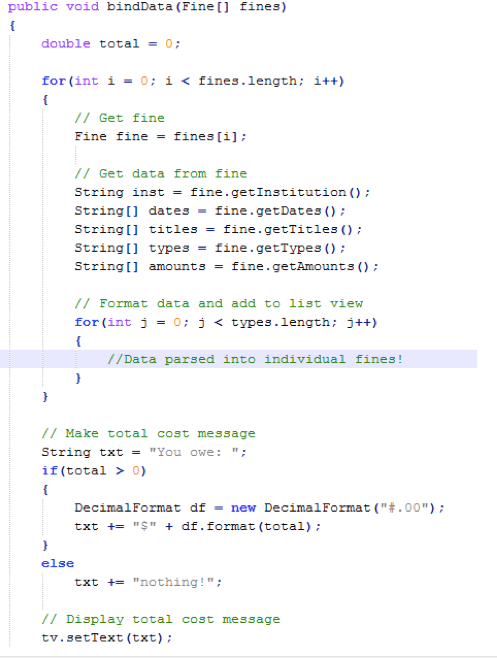 public void bindData(Fine[] fines)
{
    double total = 0;

    for(int i = 0; i < fines.length; i++)
    {
        // Get fine
        Fine fine = fines[i];

        // Get data from fine
        String inst = fine.getInstitution();
        String[] dates = fine.getDates();
        String[] titles = fine.getTitles();
        String[] types = fine.getTypes();
        String[] amounts = fine.getAmounts();

        // Format data and add to list view
        for(int j = 0; j < types.length; j++)
        {
            //Data parsed into individual fines!
        }
    }

    // Make total cost message
    String txt = "You owe: ";
    if(total > 0)
    {
        DecimalFormat df = new DecimalFormat("#.00");
        txt += "$" + df.format(total);
    }
    else
        txt += "nothing!";

    // Display total cost message
    tv.setText(txt);